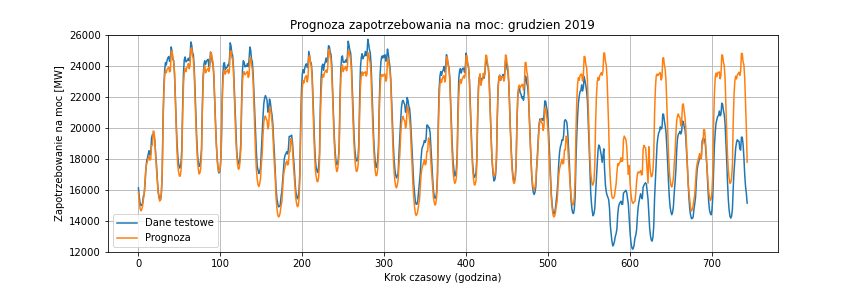 Prognoza zapotrzebowania na moc: grudzien 2019
Zapotrzebowanie na moc [MW]
26000
24000
22000
20000
18000
16000
14000
12000
Dane testowe
Prognoza
0 100 200 300 400 500 600 700
Krok czasowy (godzina)